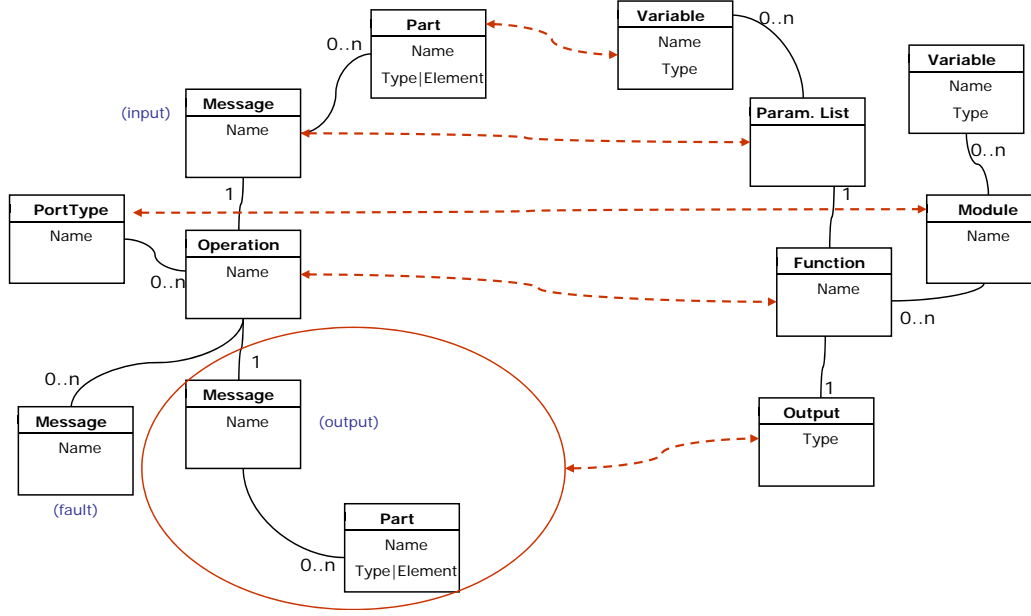 Part
Name
Type|Element
0..n
Variable
Name
Type
0..n
Variable
Name
Type
0..n
(input)
Message
Name
1
Param. List
1
PortType
Name
0..n
Operation
Name
Module
Name
Function
Name
0..n
0..n
Message
Name
(fault)
1
Message
Name
(output)
1
Output
Type
0..n
Part
Name
Type|Element